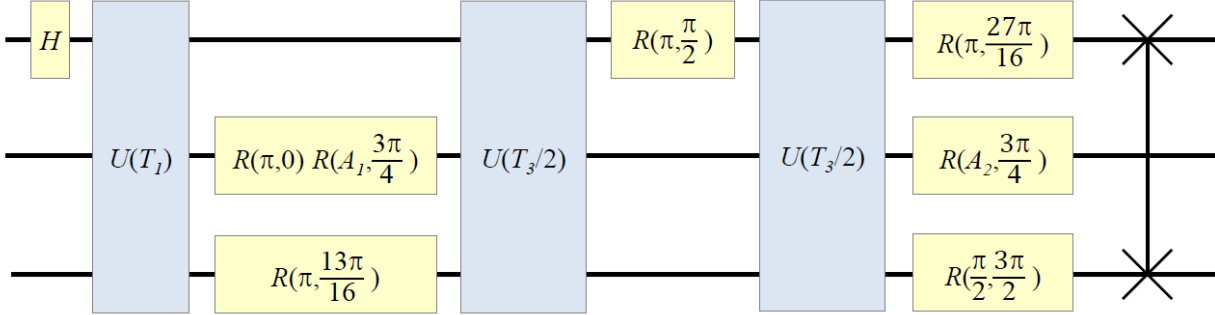 H
U(T₁)
R(π,0) R(A₁,3π/4)
R(π,13π/16)
U(T₃/2)
R(π,π/2)
U(T₃/2)
R(π,27π/16)
R(A₂,3π/4)
R(π/2,3π/2)